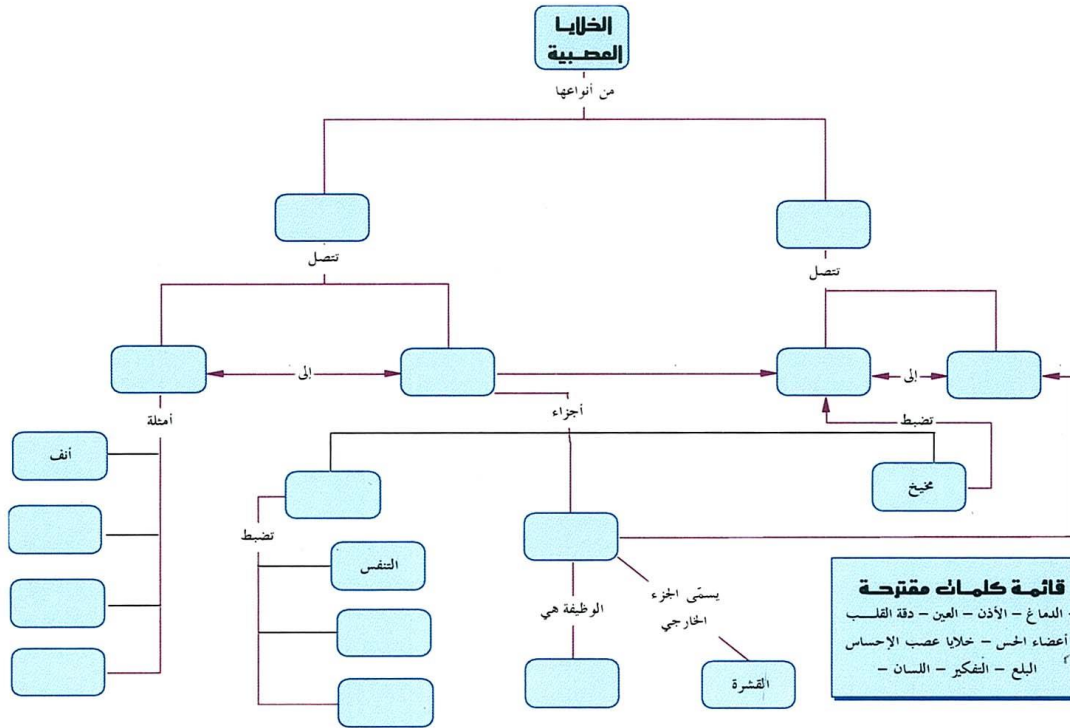 الخلايا
العصبية
من أنواعها
تتصل
تتصل
إلى
إلى
أمثلة
أجزاء
تضبط
أنف
مخيخ
تضبط
التنفس
الوظيفة هي
يسمّى الجزء
الخارجي
القشرة
قائمة كلمات مقترحة
- الدماغ – الأذن – العين – دقة القلب
أعضاء الحس – خلايا عصب الإحساس
البلع – التفكير – اللسان –